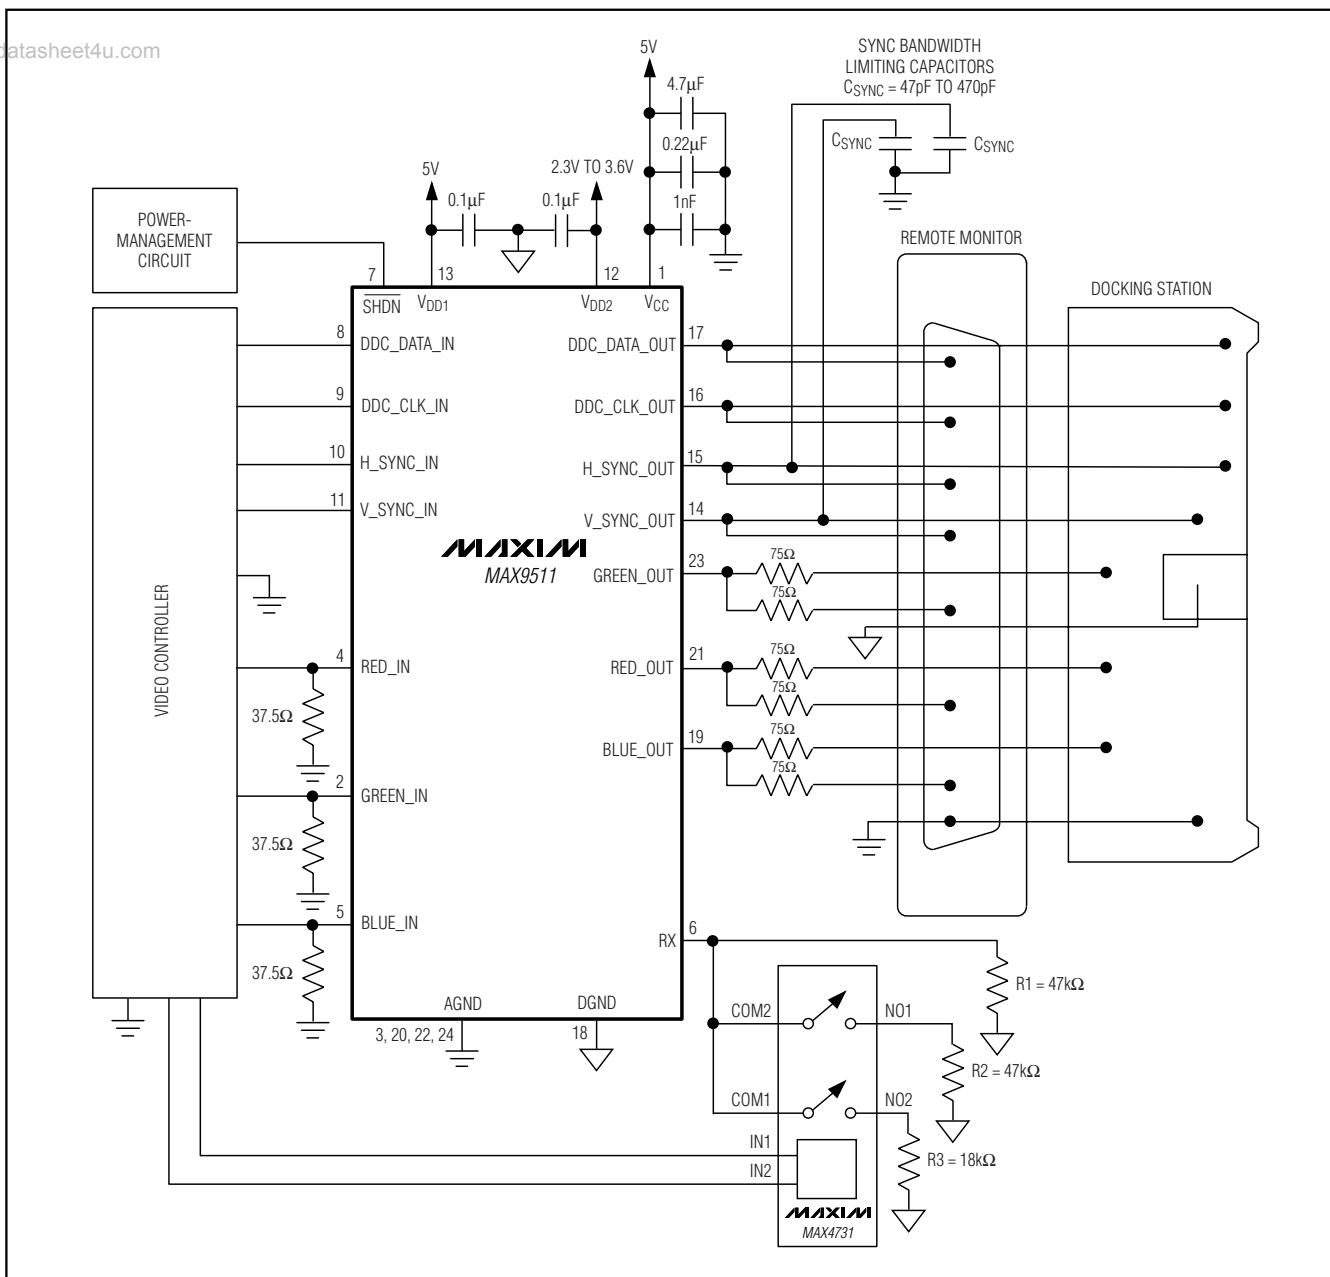 datasheet4u.com
5V
SYNC BANDWIDTH
LIMITING CAPACITORS
CSYNC = 47pF TO 470pF
4.7µF
0.22µF
1nF
CSYNC
CSYNC
5V
0.1µF
0.1µF
2.3V TO 3.6V
POWER-
MANAGEMENT
CIRCUIT
REMOTE MONITOR
DOCKING STATION
7
13
12
1
SHDN
VDD1
VDD2
VCC
8
DDC_DATA_IN
DDC_DATA_OUT
17
9
DDC_CLK_IN
DDC_CLK_OUT
16
10
H_SYNC_IN
H_SYNC_OUT
15
11
V_SYNC_IN
V_SYNC_OUT
14
MAXIM
MAX9511
GREEN_OUT
23
75Ω
75Ω
VIDEO CONTROLLER
4
RED_IN
RED_OUT
21
75Ω
75Ω
37.5Ω
BLUE_OUT
19
75Ω
75Ω
2
GREEN_IN
37.5Ω
5
BLUE_IN
37.5Ω
RX
6
AGND
3, 20, 22, 24
DGND
18
R1 = 47kΩ
COM2
NO1
R2 = 47kΩ
COM1
NO2
R3 = 18kΩ
IN1
IN2
MAXIM
MAX4731